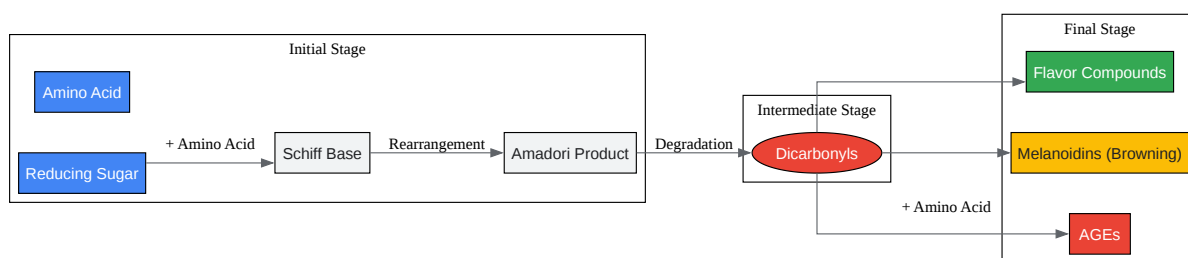 Initial Stage
Amino Acid
Reducing Sugar
+ Amino Acid
Schiff Base
Rearrangement
Amadori Product
Degradation
Intermediate Stage
Dicarbonyls
+ Amino Acid
Final Stage
Flavor Compounds
Melanoidins (Browning)
AGEs